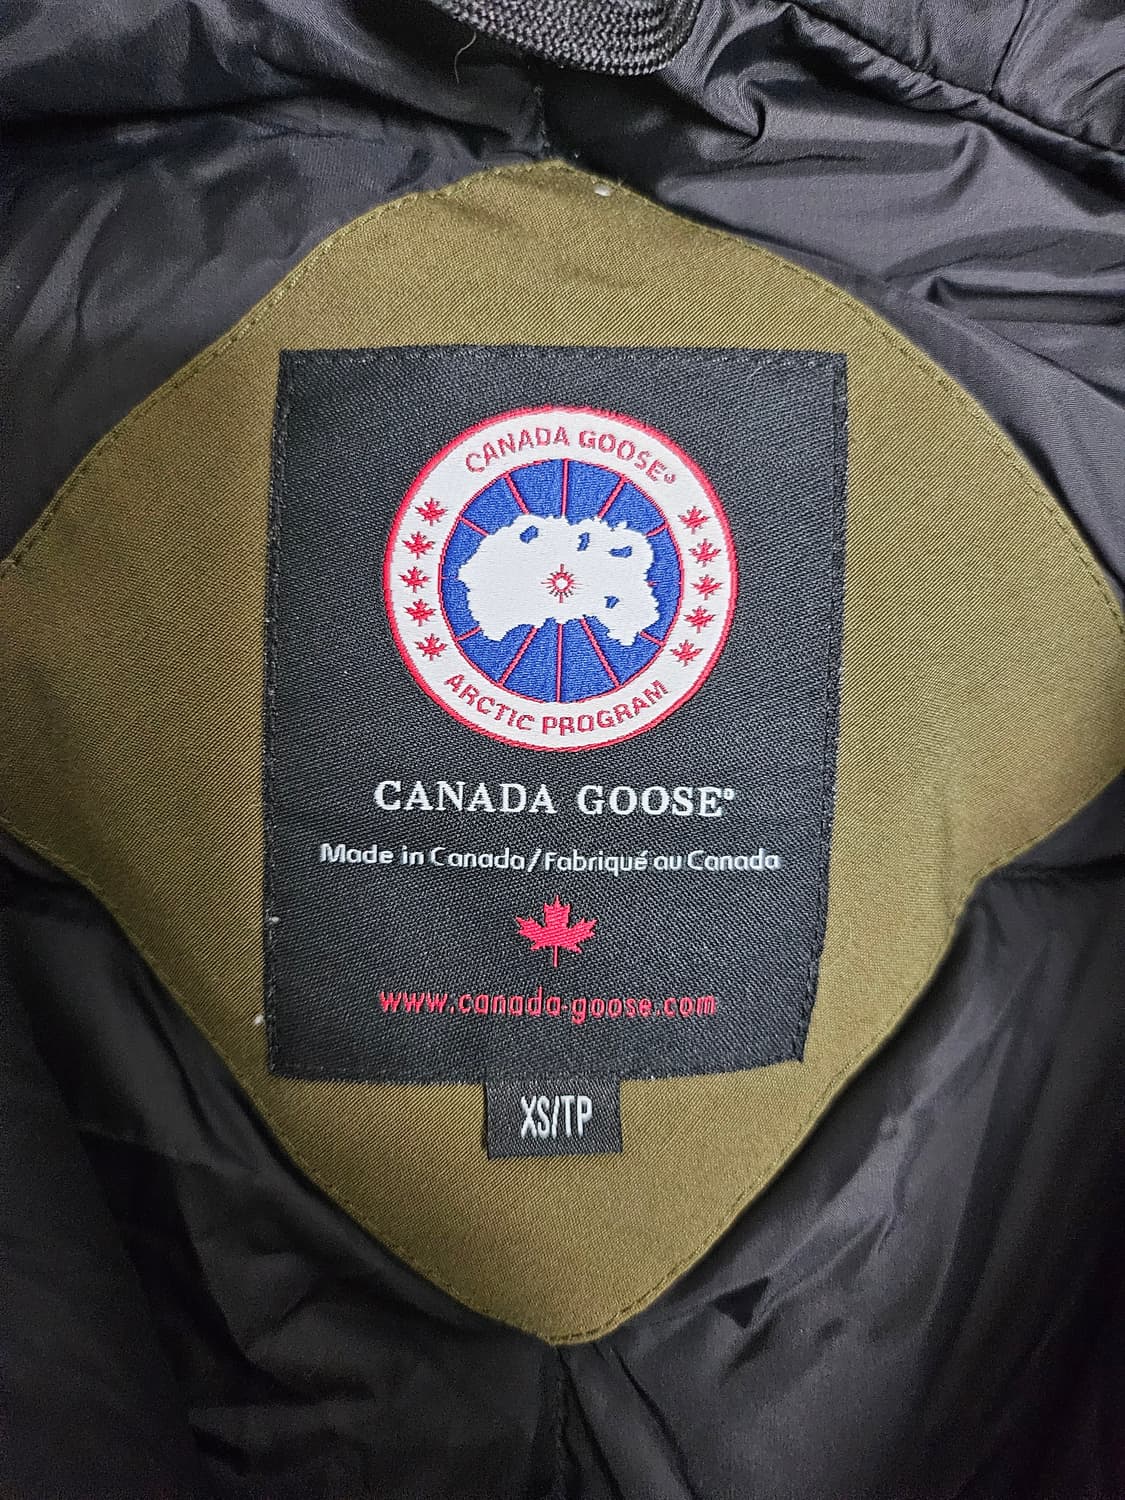 CANADA GOOSE®
ARCTIC PROGRAM
CANADA GOOSE®
Made in Canada/Fabriqué au Canada
www.canada-goose.com
XS/TP